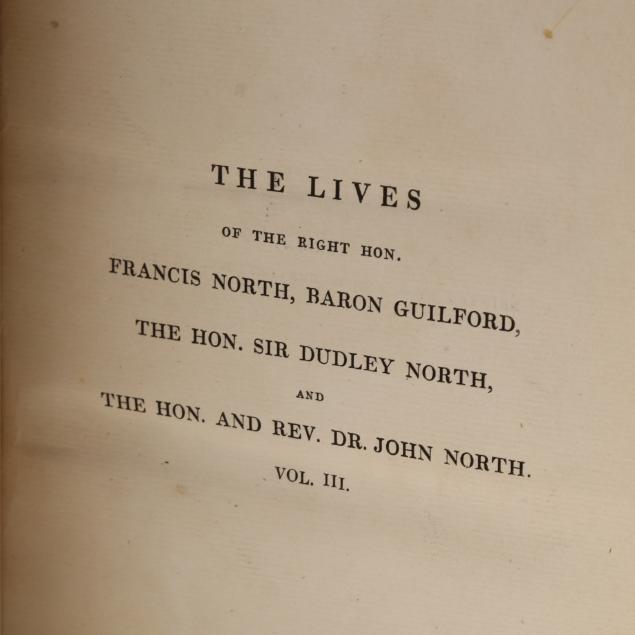 THE LIVES
OF THE RIGHT HON.
FRANCIS NORTH, BARON GUILFORD,
THE HON. SIR DUDLEY NORTH,
AND
THE HON. AND REV. DR. JOHN NORTH.
VOL. III.